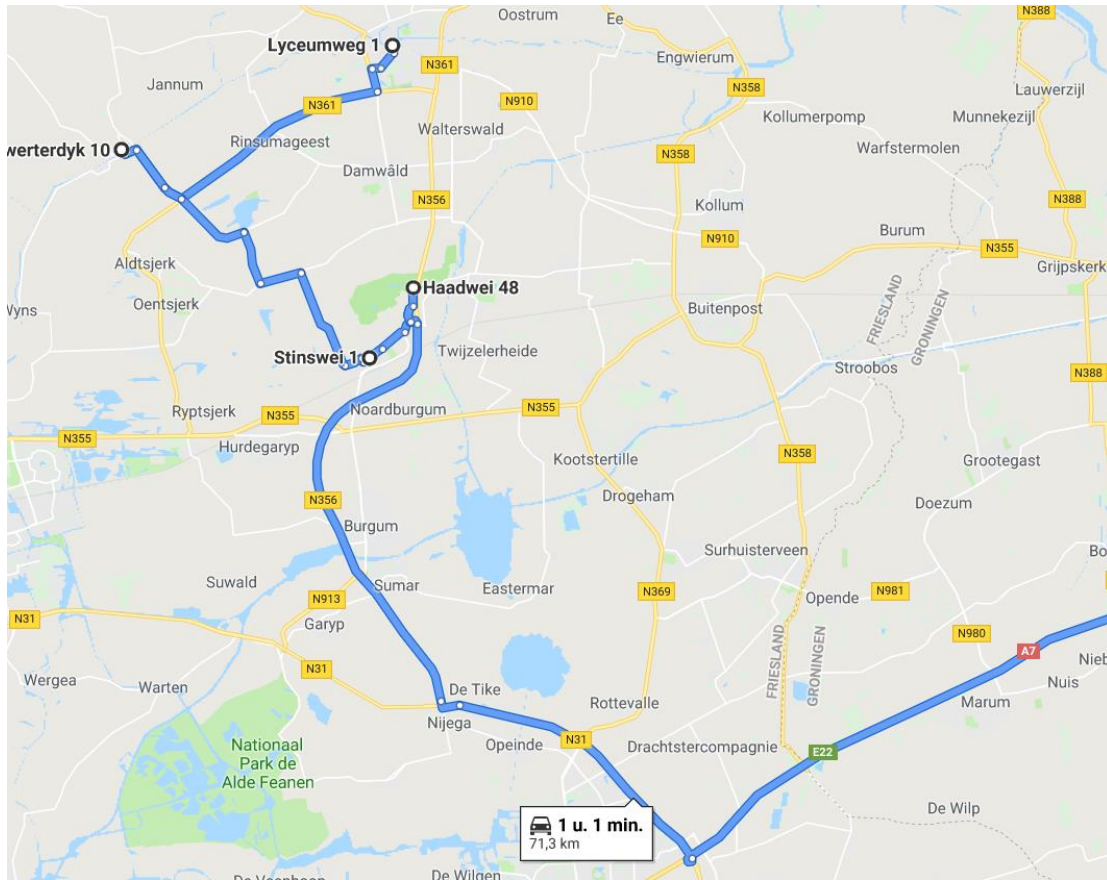 Oostrum
Ee
Lyceumweg 1
N361
Engwierum
N388
Jannum
N358
Lauwerzijl
N361
N910
Kollumerpomp
Munnekezijl
Walterswald
werterdyk 10
Rinsumageest
N358
Warfstermolen
Damwâld
N356
Kollum
N388
N910
Burum
N355
Aldtsjerk
Grijpskerk
Oentsjerk
Haadwei 48
Wyns
Buitenpost
FRIESLAND
GRONINGEN
Stinswei 1
Twijzelerheide
Stroobos
N388
Ryptsjerk
N355
Noardburgum
N355
N355
Hurdegaryp
N358
Kootstertille
Grootegast
N356
Drogeham
Doezum
Burgum
Surhuisterveen
Bo
Suwald
Sumar
Eastermar
N369
N981
N913
Opende
N31
Garyp
N980
N31
A7
Wergea
Warten
De Tike
Rottevalle
FRIESLAND
GRONINGEN
Nieb
Nuis
Nijega
Marum
Opeinde
N31
Drachtstercompagnie
E22
Nationaal
Park de
Alde Feanen
De Wilp
1 u. 1 min.
71,3 km
De Veenhoop
De Wilgen